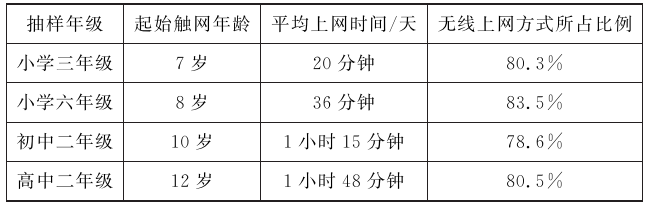 抽样年级 起始触网年龄 平均上网时间/天 无线上网方式所占比例
小学三年级 7岁 20分钟 80.3%
小学六年级 8岁 36分钟 83.5%
初中二年级 10岁 1小时15分钟 78.6%
高中二年级 12岁 1小时48分钟 80.5%